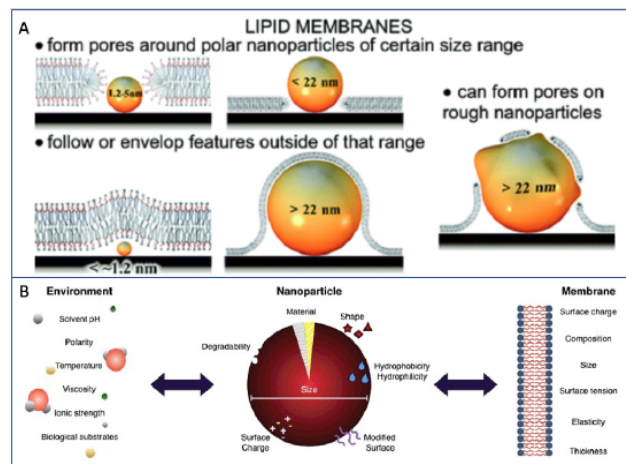 A
LIPID MEMBRANES
• form pores around polar nanoparticles of certain size range
1.2-5nm
< 22 nm
• can form pores on
rough nanoparticles
• follow or envelop features outside of that range
> 22 nm
> 22 nm
<~1.2 nm
B
Environment
Solvent pH
Polarity
Temperature
Viscosity
Ionic strength
Biological substrates
Nanoparticle
Material
Shape
Degradability
Hydrophobicity
Hydrophilicity
Size
Surface
Charge
Modified
Surface
Membrane
Surface charge
Composition
Size
Surface tension
Elasticity
Thickness